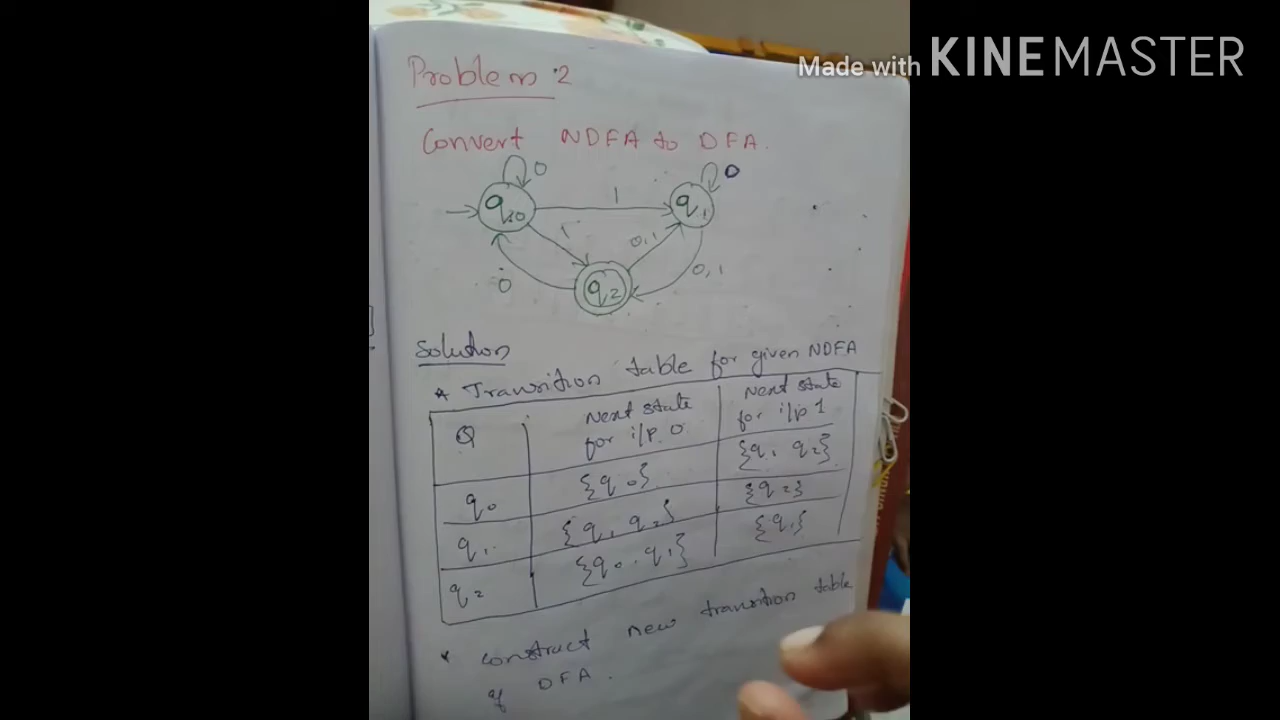 Made with KINEMASTER
Problem 2
Convert NDFA to DFA.
0
0
q0
1
q1
1
0,1
0
q2
0,1
Solution
* Transition table for given NDFA
Q
Next state
for i/p 0
Next state
for i/p 1
q0
{q0}
{q1 q2}
q1
{q1 q2}
{q2}
q2
{q0. q1}
{q1}
* construct new transition table
of DFA.